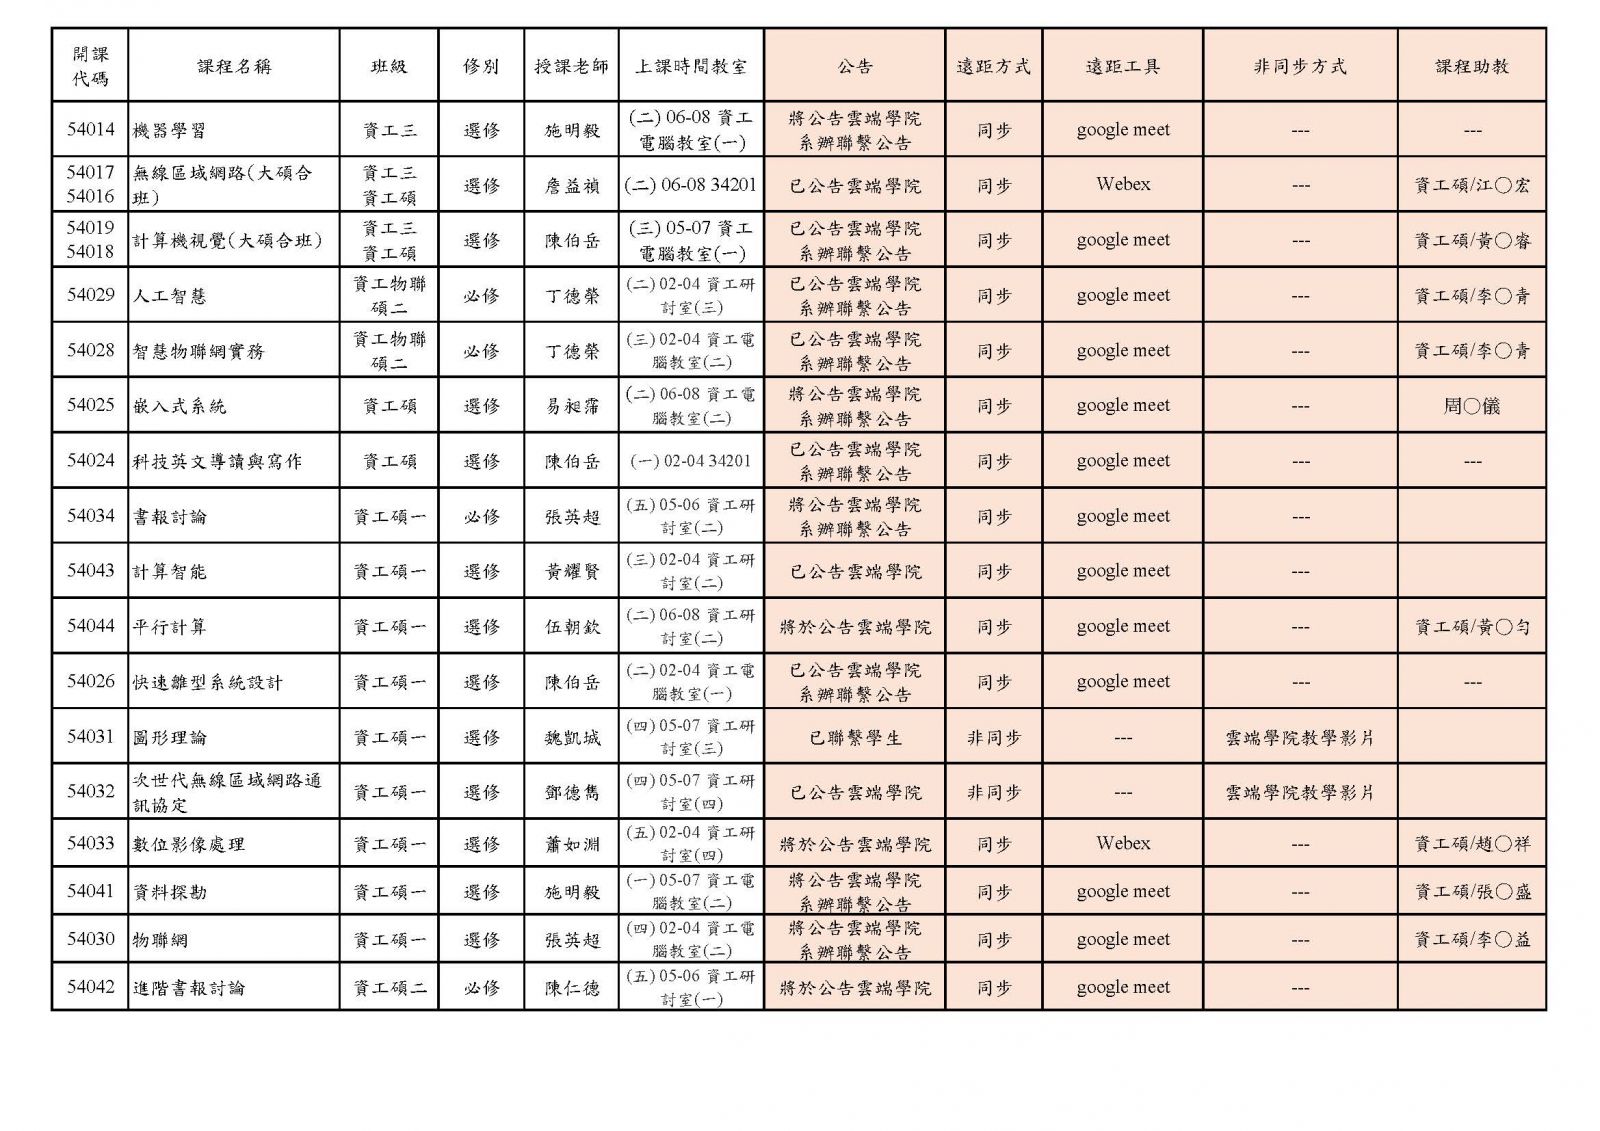 開課
代碼
課程名稱
班級
修別
授課老師
上課時間教室
公告
遠距方式
遠距工具
非同步方式
課程助教
54014
機器學習
資工三
選修
施明毅
(二) 06-08 資工
電腦教室(一)
將公告雲端學院
系辦聯繫公告
同步
google meet
---
---
54017
54016
無線區域網路(大碩合
班)
資工三
資工碩
選修
詹益禎
(二) 06-08 34201
已公告雲端學院
同步
Webex
---
資工碩/江○宏
54019
54018
計算機視覺(大碩合班)
資工三
資工碩
選修
陳伯岳
(三) 05-07 資工
電腦教室(一)
已公告雲端學院
系辦聯繫公告
同步
google meet
---
資工碩/黃○睿
54029
人工智慧
資工物聯
碩二
必修
丁德榮
(二) 02-04 資工研
討室(三)
已公告雲端學院
系辦聯繫公告
同步
google meet
---
資工碩/李○青
54028
智慧物聯網實務
資工物聯
碩二
必修
丁德榮
(三) 02-04 資工電
腦教室(二)
已公告雲端學院
系辦聯繫公告
同步
google meet
---
資工碩/李○青
54025
嵌入式系統
資工碩
選修
易昶霈
(二) 06-08 資工電
腦教室(二)
將公告雲端學院
系辦聯繫公告
同步
google meet
---
周○儀
54024
科技英文導讀與寫作
資工碩
選修
陳伯岳
(一) 02-04 34201
已公告雲端學院
系辦聯繫公告
同步
google meet
---
---
54034
書報討論
資工碩一
必修
張英超
(五) 05-06 資工研
討室(二)
將公告雲端學院
系辦聯繫公告
同步
google meet
---
54043
計算智能
資工碩一
選修
黃耀賢
(三) 02-04 資工研
討室(二)
已公告雲端學院
同步
google meet
---
54044
平行計算
資工碩一
選修
伍朝欽
(二) 06-08 資工研
討室(二)
將於公告雲端學院
同步
google meet
---
資工碩/黃○勻
54026
快速雛型系統設計
資工碩一
選修
陳伯岳
(二) 02-04 資工電
腦教室(一)
已公告雲端學院
系辦聯繫公告
同步
google meet
---
---
54031
圖形理論
資工碩一
選修
魏凱城
(四) 05-07 資工研
討室(三)
已聯繫學生
非同步
---
雲端學院教學影片
54032
次世代無線區域網路通
訊協定
資工碩一
選修
鄧德雋
(四) 05-07 資工研
討室(四)
已公告雲端學院
非同步
---
雲端學院教學影片
54033
數位影像處理
資工碩一
選修
蕭如淵
(五) 02-04 資工研
討室(四)
將於公告雲端學院
同步
Webex
---
資工碩/趙○祥
54041
資料探勘
資工碩一
選修
施明毅
(一) 05-07 資工電
腦教室(二)
將公告雲端學院
系辦聯繫公告
同步
google meet
---
資工碩/張○盛
54030
物聯網
資工碩一
選修
張英超
(四) 02-04 資工電
腦教室(二)
將公告雲端學院
系辦聯繫公告
同步
google meet
---
資工碩/李○益
54042
進階書報討論
資工碩二
必修
陳仁德
(五) 05-06 資工研
討室(一)
將於公告雲端學院
同步
google meet
---